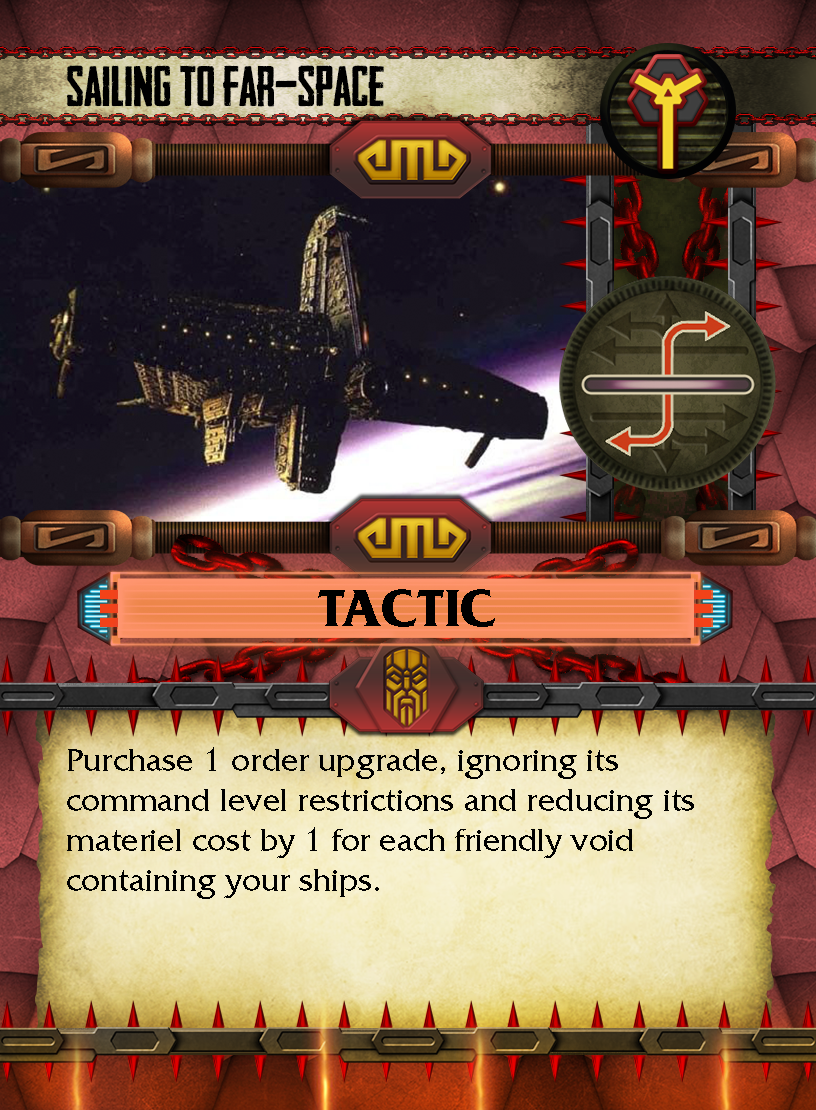 SAILING TO FAR-SPACE
TACTIC
Purchase 1 order upgrade, ignoring its
command level restrictions and reducing its
materiel cost by 1 for each friendly void
containing your ships.